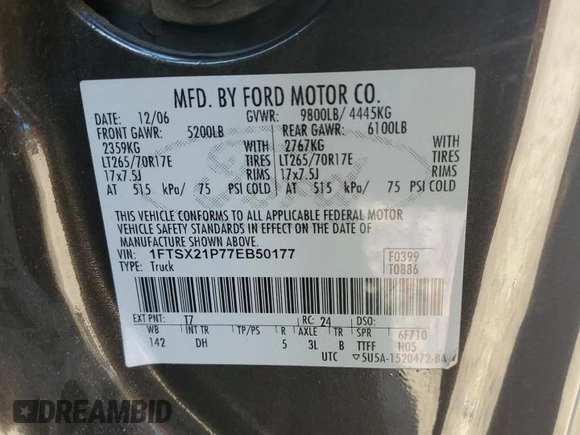 MFD. BY FORD MOTOR CO.
DATE: 12/06 GVWR: 9800LB/ 4445KG
FRONT GAWR: 5200LB REAR GAWR: 6100LB
2359KG WITH 2767KG WITH
LT265/70R17E TIRES LT265/70R17E TIRES
17x7.5J RIMS 17x7.5J RIMS
AT 515 kPa/ 75 PSI COLD AT 515 kPa/ 75 PSI COLD
THIS VEHICLE CONFORMS TO ALL APPLICABLE FEDERAL MOTOR
VEHICLE SAFETY STANDARDS IN EFFECT ON THE DATE OF
MANUFACTURE SHOWN ABOVE.
VIN: 1FTSX21P77EB50177 F0399
TYPE: Truck T0886
EXT PNT: T7 RC: 24 DSO:
WB INT TR TP/PS R AXLE TR SPR 6F710
142 DH 5 3L B TTFF H05
UTC ▽5U5A-1520472-BA
DREAMBID